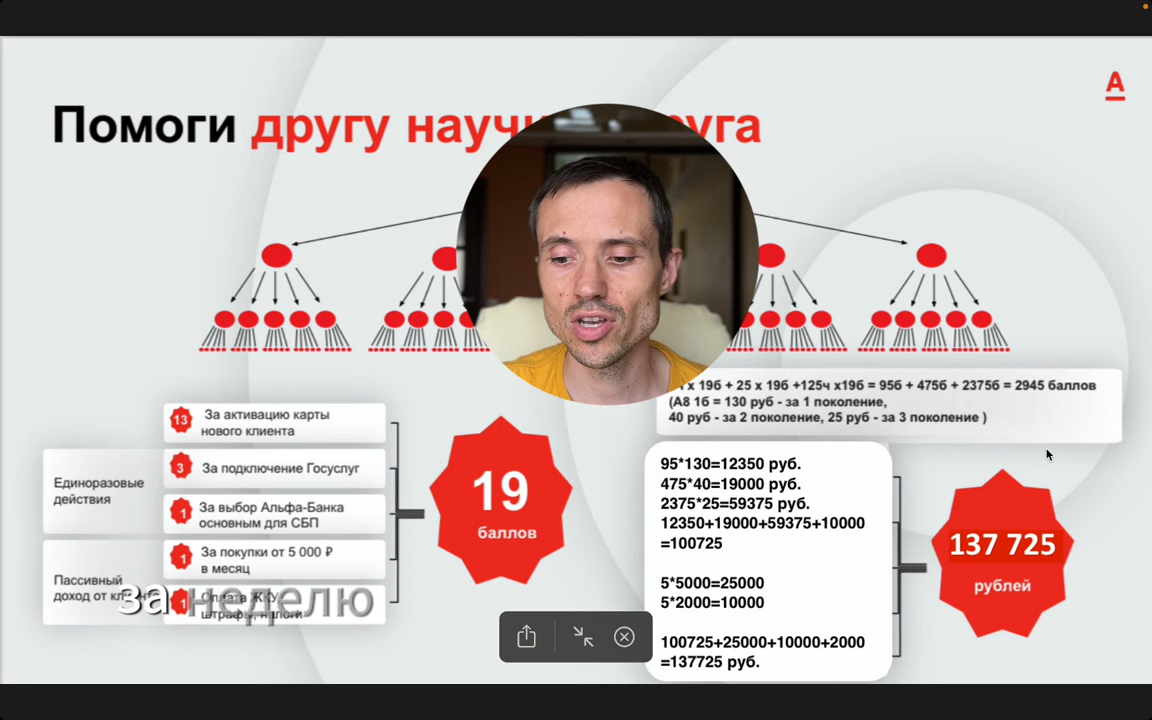 А
Помоги другу
13
За активацию карты
нового клиента
Единоразовые
действия
3
За подключение Госуслуг
1
За выбор Альфа-Банка
основным для СБП
Пассивный
доход от
1
За покупки от 5 000 ₽
в месяц
1
за неделю
19
баллов
х 19б + 25 х 19б +125ч х19б = 95б + 475б + 2375б = 2945 баллов
(А8 1б = 130 руб - за 1 поколение,
40 руб - за 2 поколение, 25 руб - за 3 поколение )
95*130=12350 руб.
475*40=19000 руб.
2375*25=59375 руб.
12350+19000+59375+10000
=100725
5*5000=25000
5*2000=10000
100725+25000+10000+2000
=137725 руб.
137 725
рублей